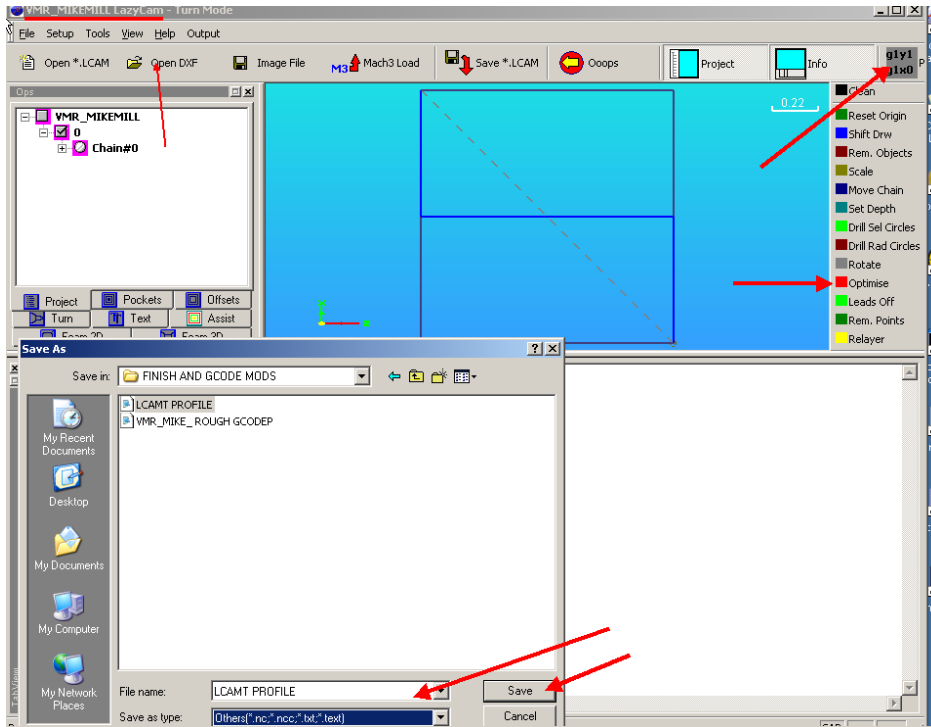 VMR_MIKEMILL LazyCam - Turn Mode
File Setup Tools View Help Output
Open *.LCAM Open DXF Image File M3 Mach3 Load Save *.LCAM Ooops Project Info g1y1 P
g1x0
Ops
VMR_MIKEMILL
0
Chain#0
Project Pockets Offsets
Turn Text Assist
Foam 2D Foam 3D
0.22
Clean
Reset Origin
Shift Drw
Rem. Objects
Scale
Move Chain
Set Depth
Drill Sel Circles
Drill Rad Circles
Rotate
Optimise
Leads Off
Rem. Points
Relayer
Save As
Save in: FINISH AND GCODE MODS
LCAMT PROFILE
VMR_MIKE_ ROUGH GCODEP
My Recent
Documents
Desktop
My Documents
My Computer
My Network
Places
File name: LCAMT PROFILE Save
Save as type: Others(*.nc;*.ncc;*.txt;*.text) Cancel